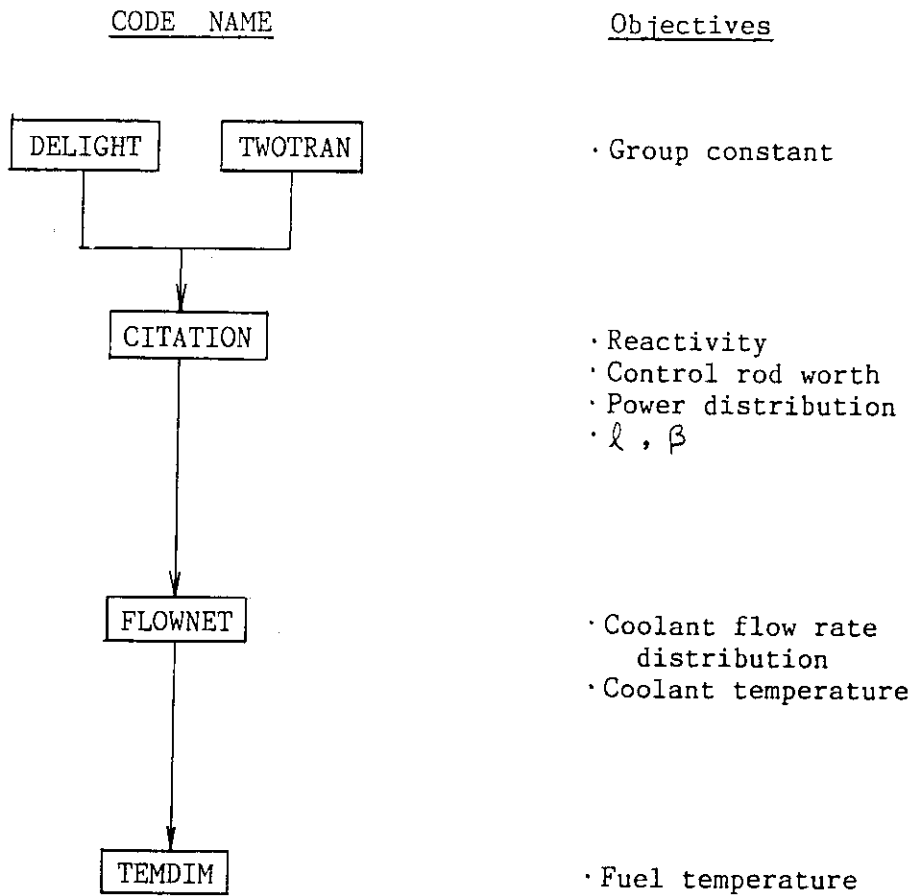 CODE NAME
Objectives
DELIGHT
TWOTRAN
· Group constant
CITATION
· Reactivity
· Control rod worth
· Power distribution
· ℓ , β
FLOWNET
· Coolant flow rate
distribution
· Coolant temperature
TEMDIM
· Fuel temperature